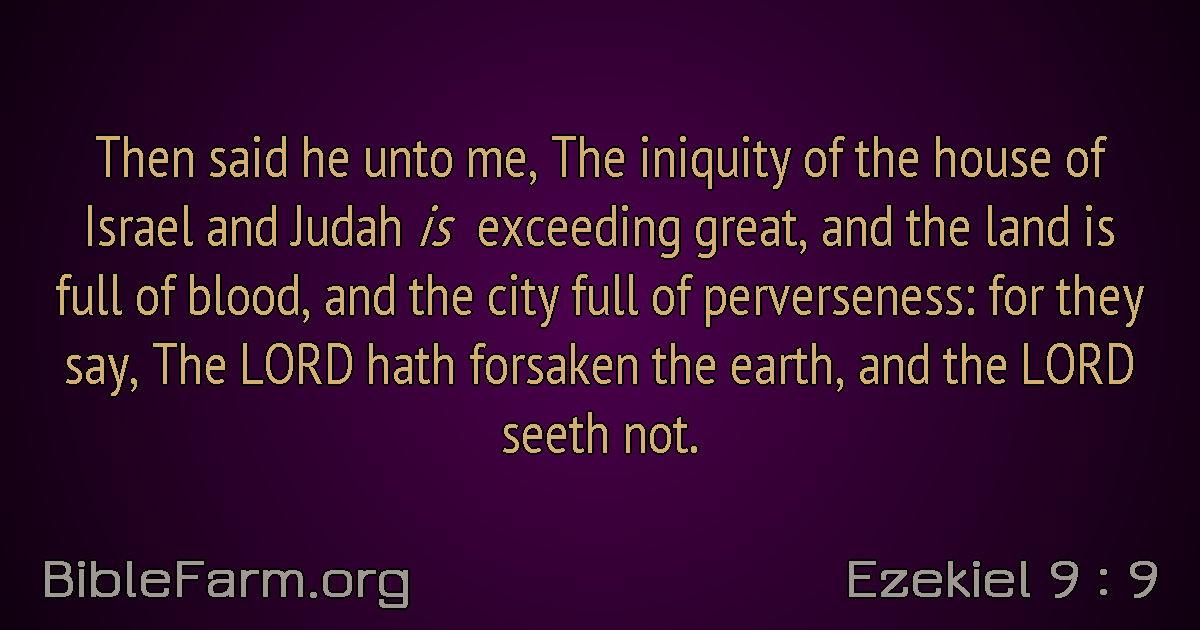 Then said he unto me, The iniquity of the house of
Israel and Judah is exceeding great, and the land is
full of blood, and the city full of perverseness: for they
say, The LORD hath forsaken the earth, and the LORD
seeth not.
BibleFarm.org
Ezekiel 9 : 9